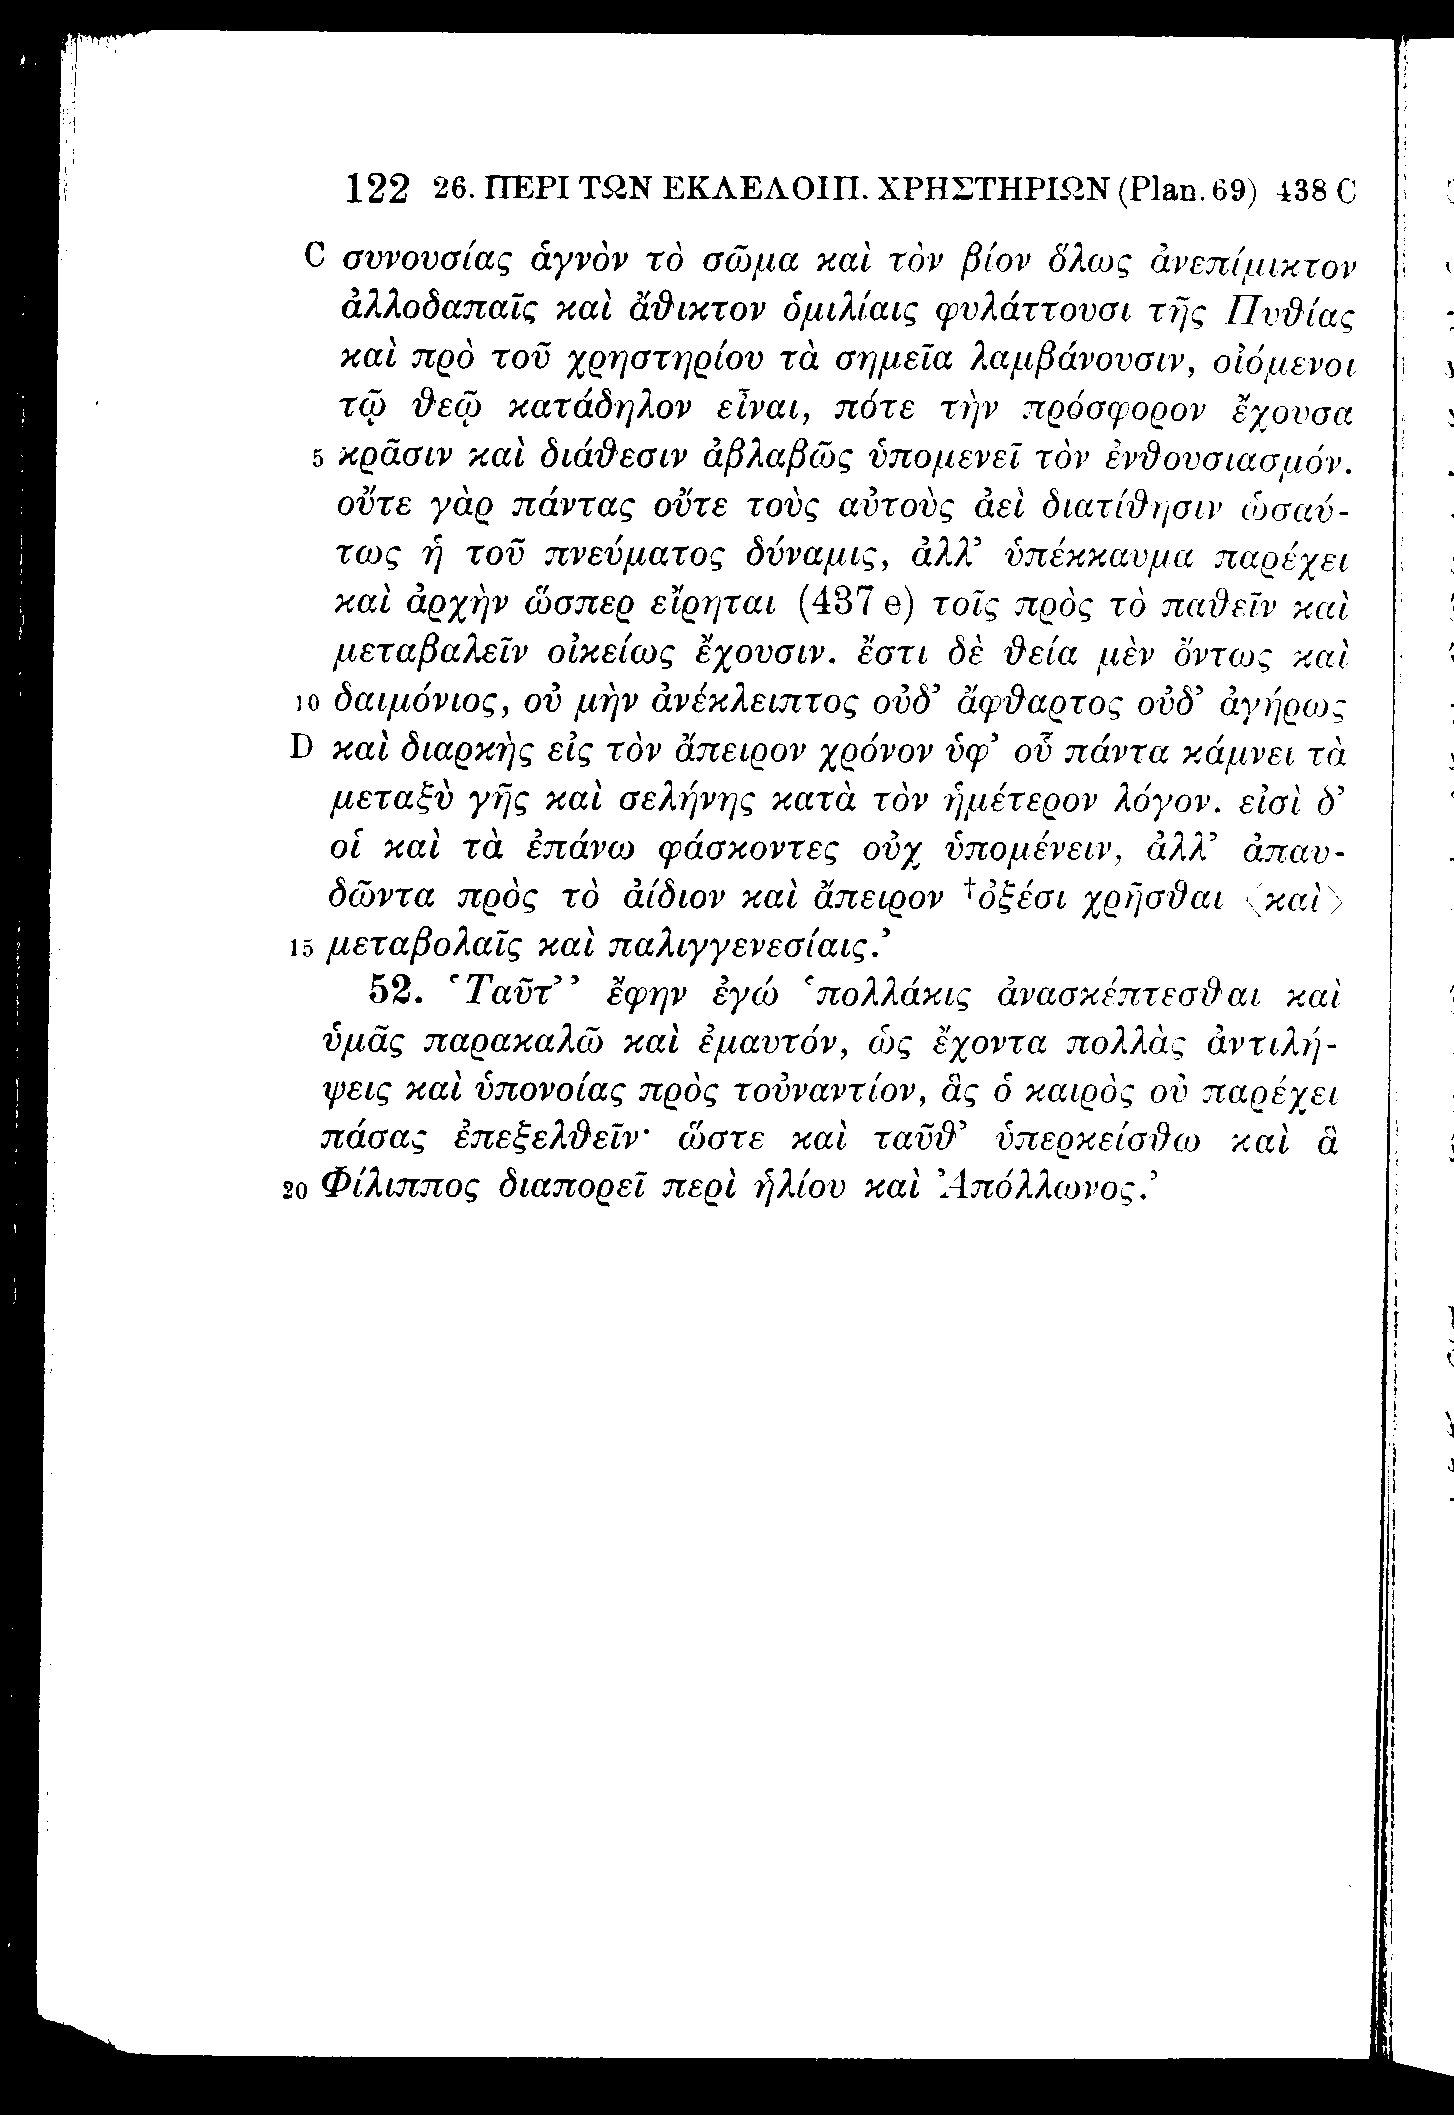 122 26. ΠΕΡΙ ΤΩΝ ΕΚΛΕΛΟΙΠ. ΧΡΗΣΤΗΡΙΩΝ (Plan. 69) 438 C
C συνουσίας ἁγνὸν τὸ σῶμα καὶ τὸν βίον ὅλως ἀνεπίμικτον
ἀλλοδαπαῖς καὶ ἄθικτον ὁμιλίαις φυλάττουσι τῆς Πυθίας
καὶ πρὸ τοῦ χρηστηρίου τὰ σημεῖα λαμβάνουσιν, οἰόμενοι
τῷ θεῷ κατάδηλον εἶναι, πότε τὴν πρόσφορον ἔχουσα
5 κρᾶσιν καὶ διάθεσιν ἀβλαβῶς ὑπομενεῖ τὸν ἐνθουσιασμόν.
οὔτε γὰρ πάντας οὔτε τοὺς αὐτοὺς ἀεὶ διατίθησιν ὡσαύ-
τως ἡ τοῦ πνεύματος δύναμις, ἀλλ’ ὑπέκκαυμα παρέχει
καὶ ἀρχὴν ὥσπερ εἴρηται (437 e) τοῖς πρὸς τὸ παθεῖν καὶ
μεταβαλεῖν οἰκείως ἔχουσιν. ἔστι δὲ θεία μὲν ὄντως καὶ
10 δαιμόνιος, οὐ μὴν ἀνέκλειπτος οὐδ’ ἄφθαρτος οὐδ’ ἀγήρως
D καὶ διαρκὴς εἰς τὸν ἄπειρον χρόνον ὑφ’ οὗ πάντα κάμνει τὰ
μεταξὺ γῆς καὶ σελήνης κατὰ τὸν ἡμέτερον λόγον. εἰσὶ δ’
οἱ καὶ τὰ ἐπάνω φάσκοντες οὐχ ὑπομένειν, ἀλλ’ ἀπαυ-
δῶντα πρὸς τὸ ἀίδιον καὶ ἄπειρον †ὀξέσι χρῆσθαι ⟨καὶ⟩
15 μεταβολαῖς καὶ παλιγγενεσίαις.’
52. ‘Ταῦτ’’ ἔφην ἐγώ ‘πολλάκις ἀνασκέπτεσθαι καὶ
ὑμᾶς παρακαλῶ καὶ ἐμαυτόν, ὡς ἔχοντα πολλὰς ἀντιλή-
ψεις καὶ ὑπονοίας πρὸς τοὐναντίον, ἃς ὁ καιρὸς οὐ παρέχει
πάσας ἐπεξελθεῖν· ὥστε καὶ ταῦθ’ ὑπερκείσθω καὶ ἃ
20 Φίλιππος διαπορεῖ περὶ ἡλίου καὶ Ἀπόλλωνος.’